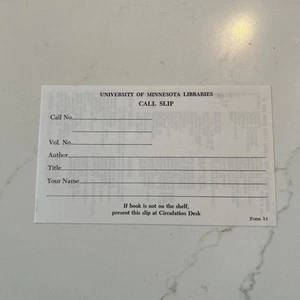 UNIVERSITY OF MINNESOTA LIBRARIES
CALL SLIP
Call No.
Vol. No.
Author
Title
Your Name
If book is not on the shelf,
present this slip at Circulation Desk
Form 54